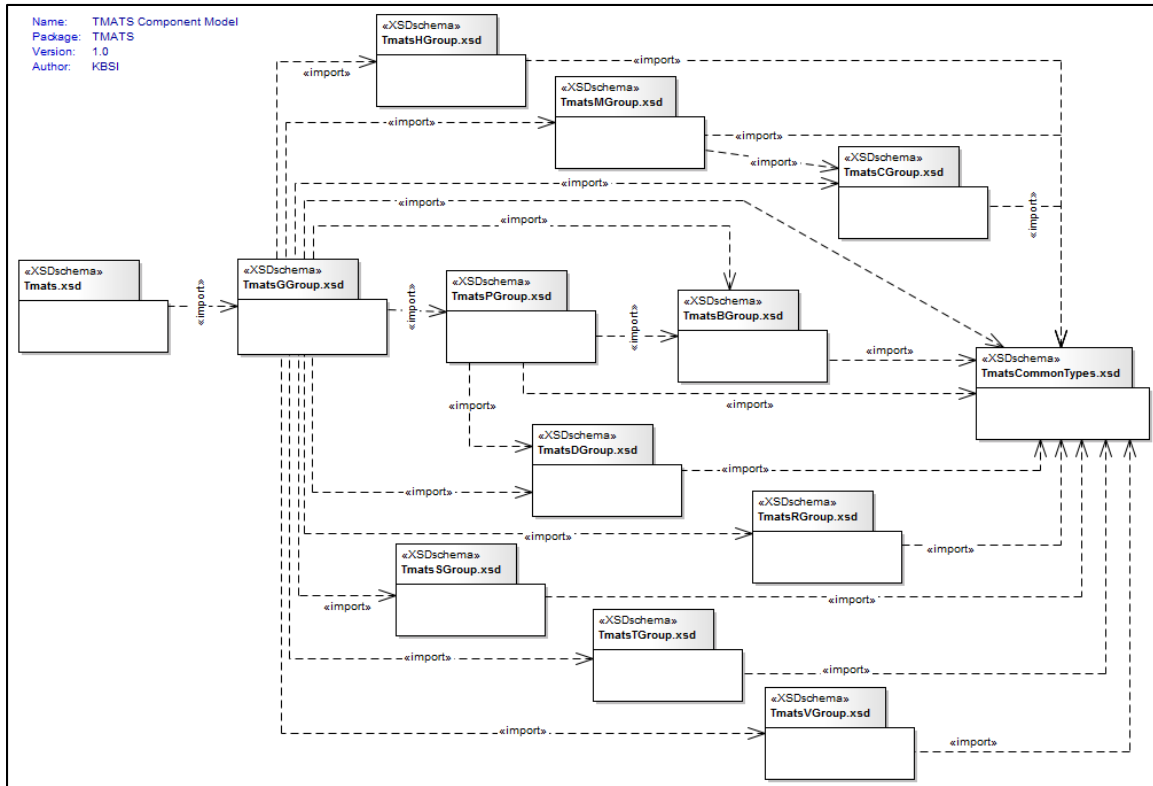 Name: TMATS Component Model
Package: TMATS
Version: 1.0
Author: KBSI
«XSDschema»
TmatsHGroup.xsd
«import»
«import»
«XSDschema»
TmatsMGroup.xsd
«import»
«import»
«import»
«XSDschema»
TmatsCGroup.xsd
«import»
«import»
«import»
«import»
«XSDschema»
Tmats.xsd
«import»
«XSDschema»
TmatsGGroup.xsd
«import»
«XSDschema»
TmatsPGroup.xsd
«import»
«XSDschema»
TmatsBGroup.xsd
«import»
«XSDschema»
TmatsCommonTypes.xsd
«import»
«import»
«XSDschema»
TmatsDGroup.xsd
«import»
«import»
«XSDschema»
TmatsRGroup.xsd
«import»
«import»
«XSDschema»
TmatsSGroup.xsd
«import»
«import»
«XSDschema»
TmatsTGroup.xsd
«import»
«import»
«XSDschema»
TmatsVGroup.xsd
«import»
«import»